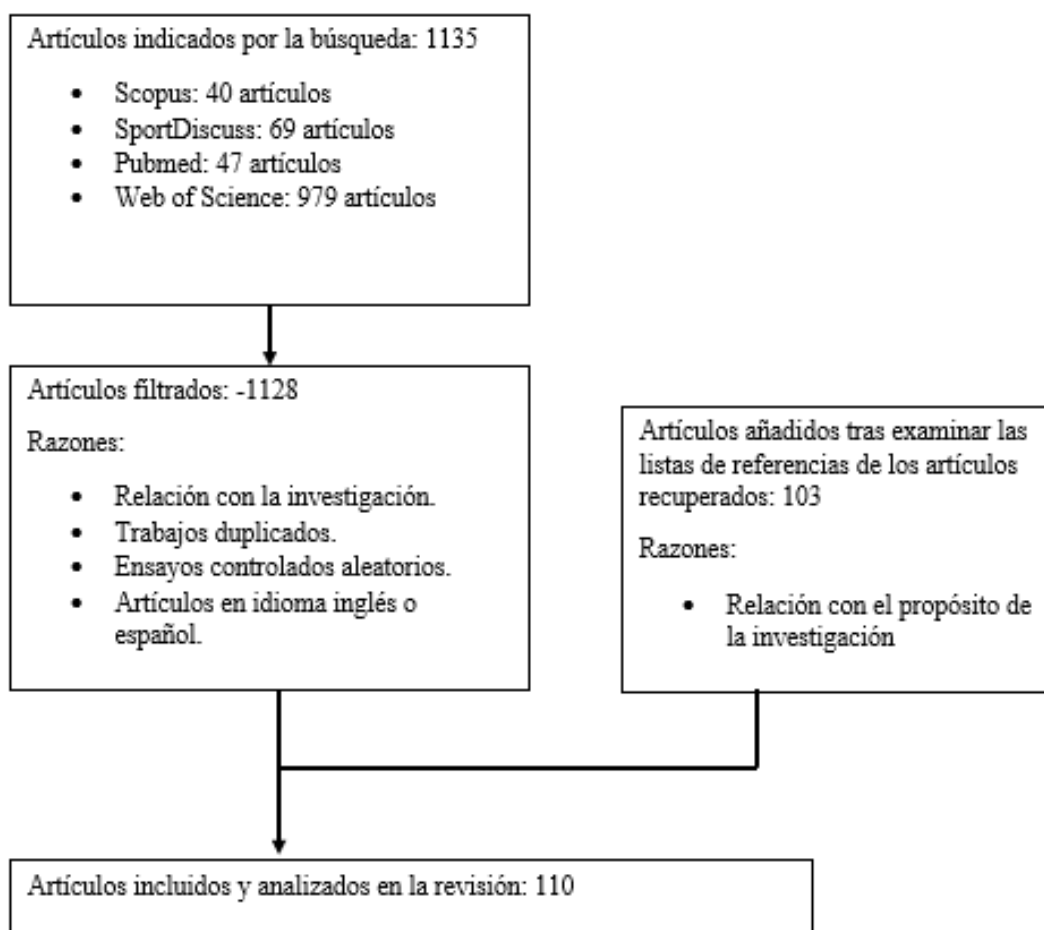 Artículos indicados por la búsqueda: 1135
• Scopus: 40 artículos
• SportDiscuss: 69 artículos
• Pubmed: 47 artículos
• Web of Science: 979 artículos
Artículos filtrados: -1128
Razones:
• Relación con la investigación.
• Trabajos duplicados.
• Ensayos controlados aleatorios.
• Artículos en idioma inglés o
español.
Artículos añadidos tras examinar las
listas de referencias de los artículos
recuperados: 103
Razones:
• Relación con el propósito de
la investigación
Artículos incluidos y analizados en la revisión: 110